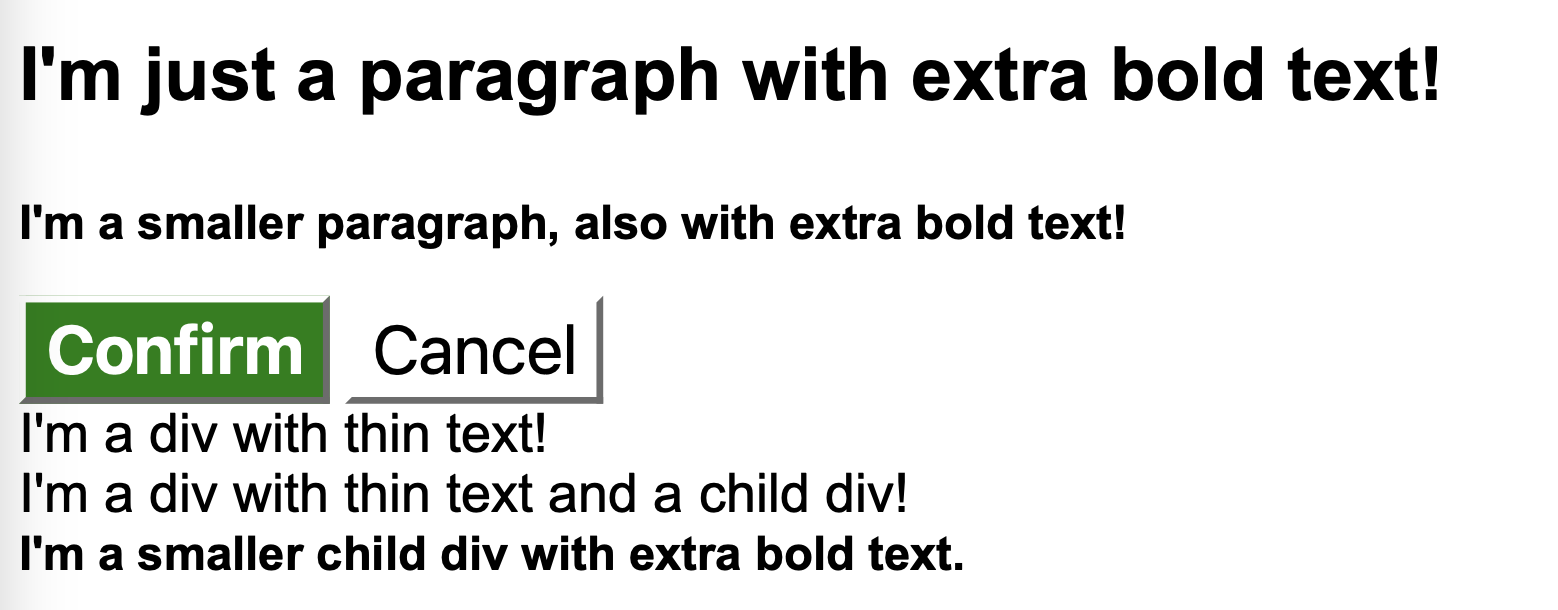 I'm just a paragraph with extra bold text!
I'm a smaller paragraph, also with extra bold text!
Confirm Cancel
I'm a div with thin text!
I'm a div with thin text and a child div!
I'm a smaller child div with extra bold text.